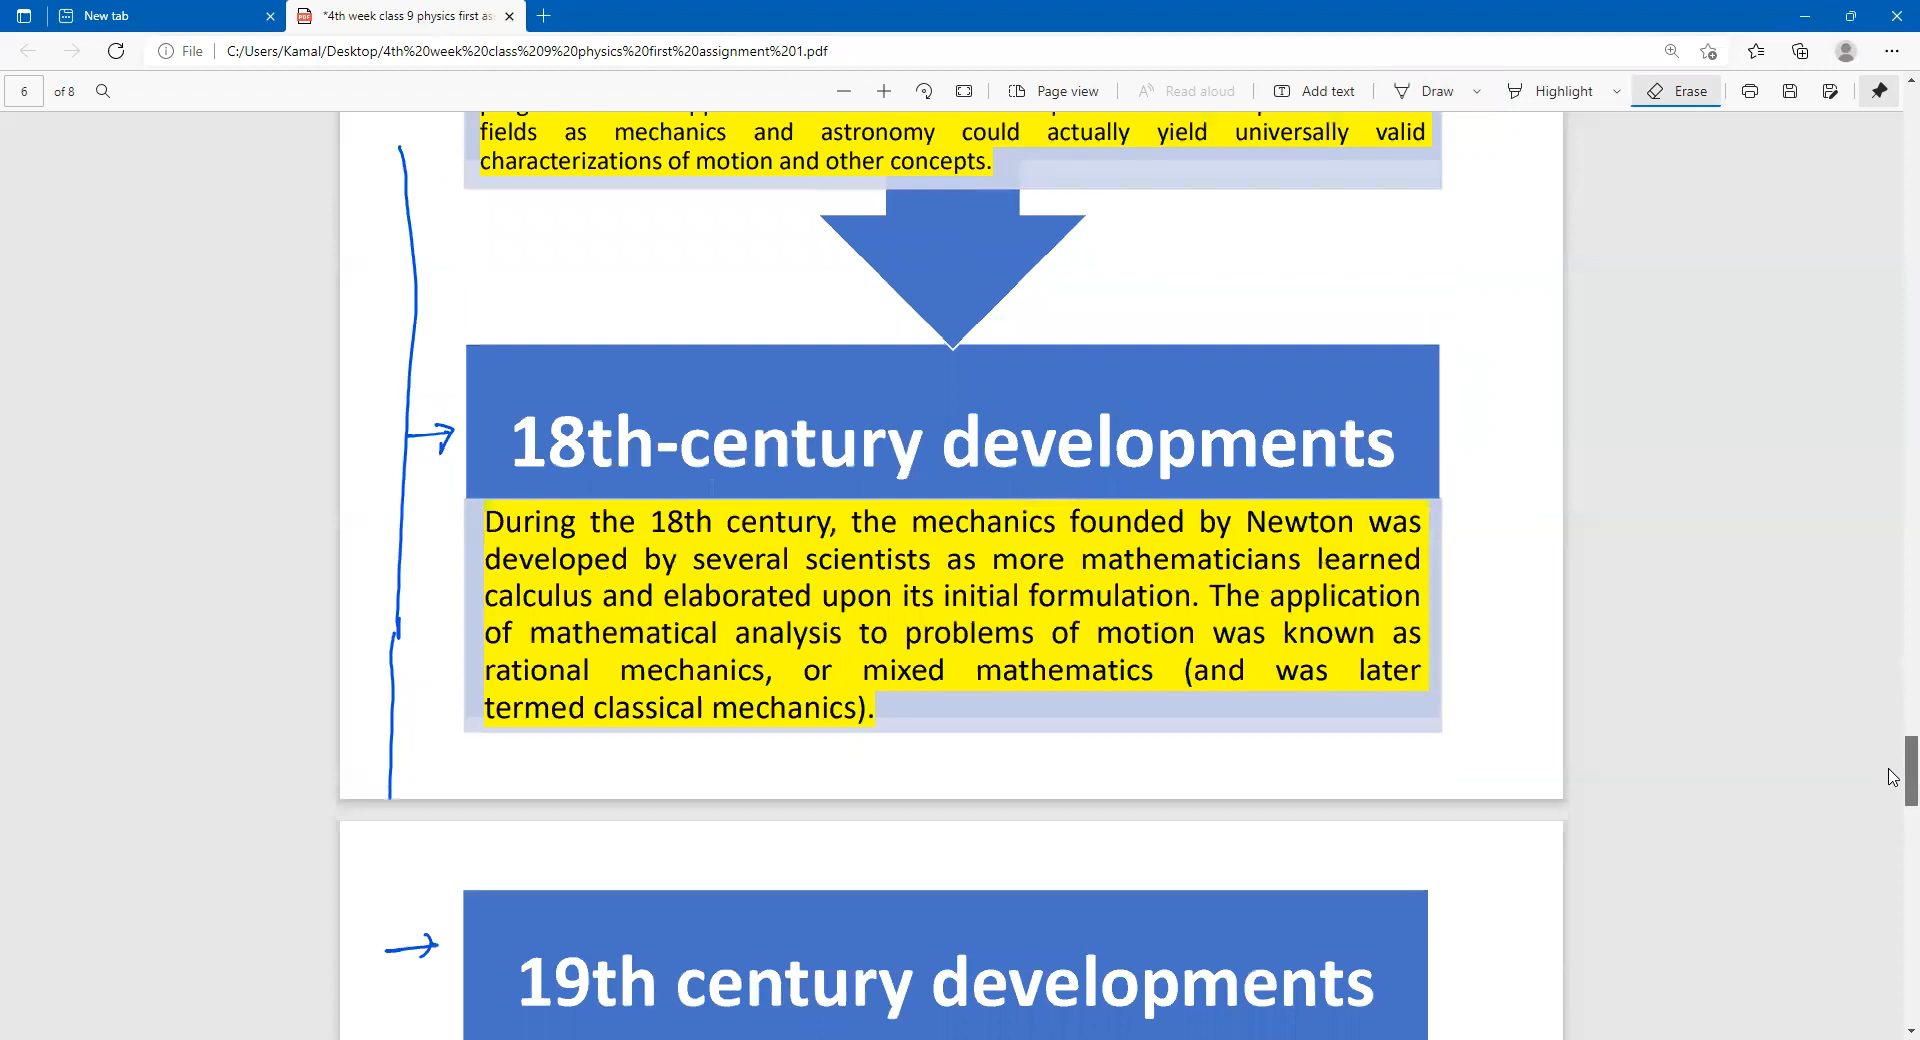 New tab
*4th week class 9 physics first as
File
C:/Users/Kamal/Desktop/4th%20week%20class%209%20physics%20first%20assignment%201.pdf
6 of 8
Page view
Read aloud
Add text
Draw
Highlight
Erase
fields as mechanics and astronomy could actually yield universally valid
characterizations of motion and other concepts.
18th-century developments
During the 18th century, the mechanics founded by Newton was
developed by several scientists as more mathematicians learned
calculus and elaborated upon its initial formulation. The application
of mathematical analysis to problems of motion was known as
rational mechanics, or mixed mathematics (and was later
termed classical mechanics).
19th century developments